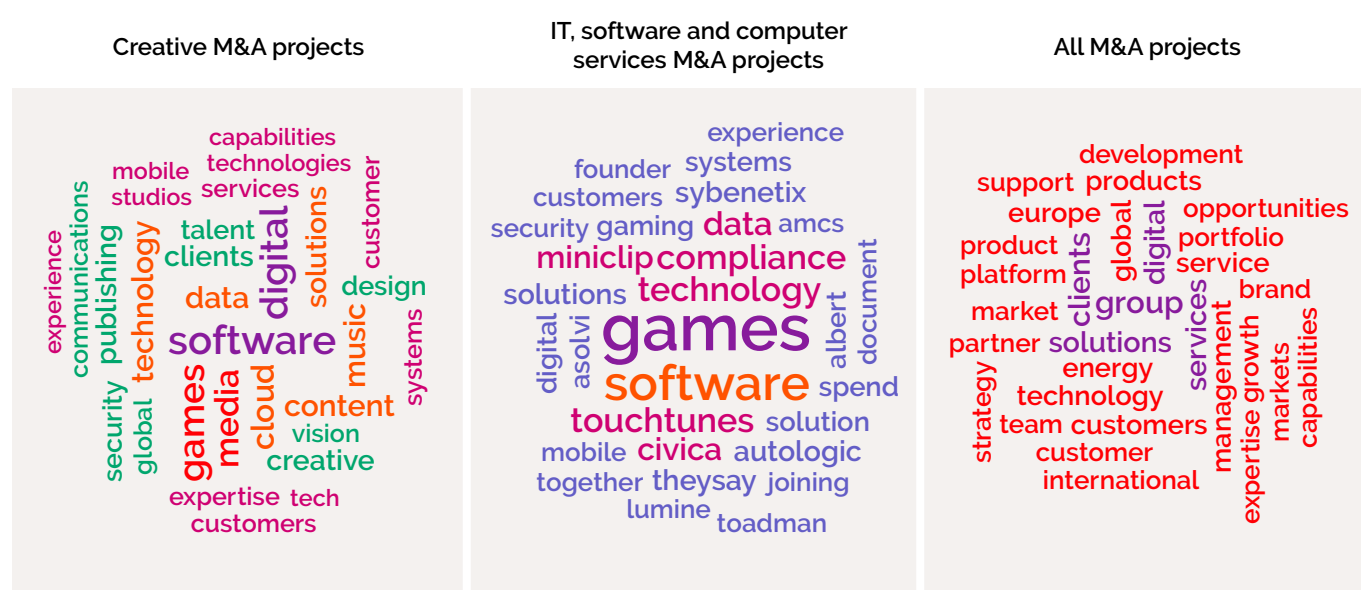 Creative M&A projects
capabilities
technologies
mobile
studios
services
customer
communications
talent
clients
digital
solutions
experience
publishing
technology
data
design
software
music
systems
games
media
cloud
content
security
global
vision
creative
expertise
tech
customers
IT, software and computer
services M&A projects
experience
founder
systems
customers
sybenetix
security
gaming
data
amcs
miniclip
compliance
document
solutions
technology
digital
asolvi
games
albert
software
spend
touchtunes
solution
mobile
civica
autologic
together
theysay
joining
lumine
toadman
All M&A projects
development
support
products
europe
global
digital
opportunities
product
clients
portfolio
platform
service
market
group
services
brand
partner
solutions
management
growth
markets
capabilities
energy
strategy
technology
team
customers
customer
expertise
international